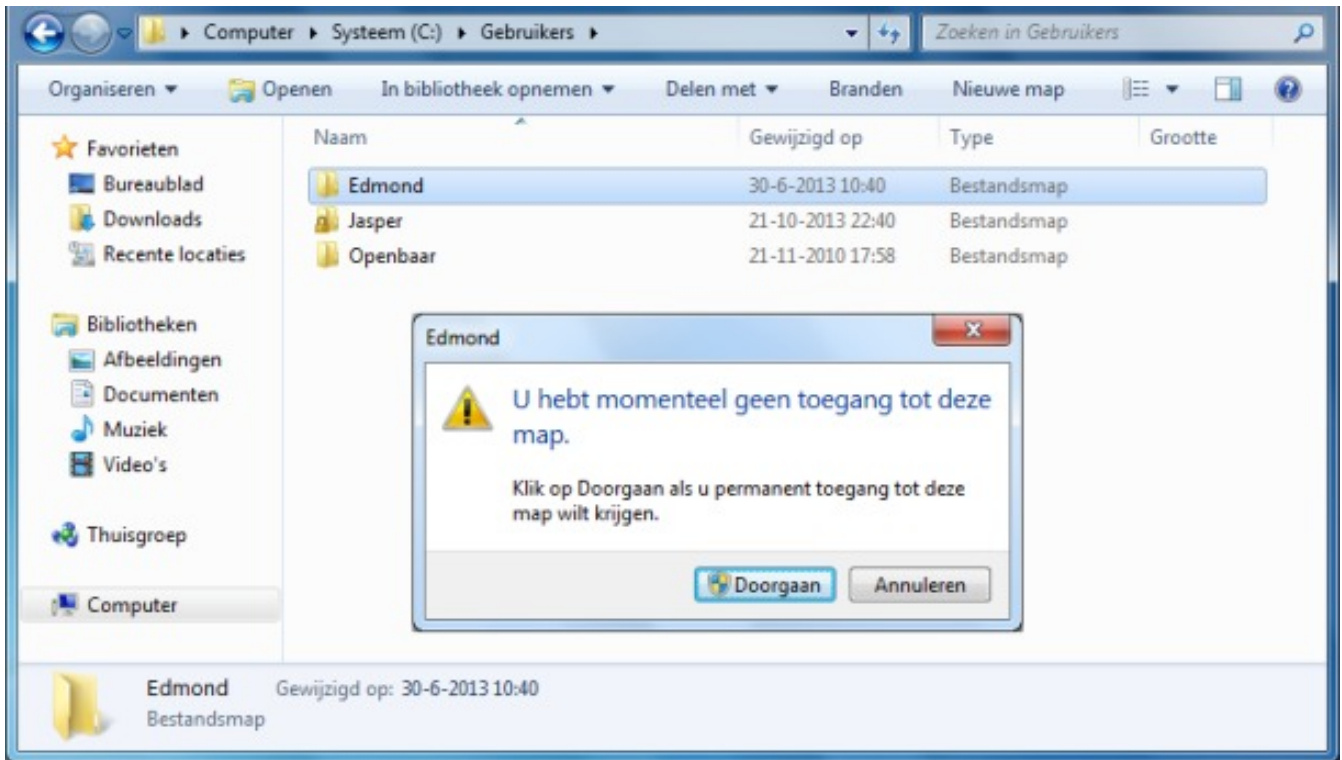 Computer ▸ Systeem (C:) ▸ Gebruikers ▸
Zoeken in Gebruikers
Organiseren Openen In bibliotheek opnemen Delen met Branden Nieuwe map
Naam Gewijzigd op Type Grootte
Favorieten
Bureaublad
Downloads
Recente locaties
Bibliotheken
Afbeeldingen
Documenten
Muziek
Video's
Thuisgroep
Computer
Edmond 30-6-2013 10:40 Bestandsmap
Jasper 21-10-2013 22:40 Bestandsmap
Openbaar 21-11-2010 17:58 Bestandsmap
Edmond
U hebt momenteel geen toegang tot deze
map.
Klik op Doorgaan als u permanent toegang tot deze
map wilt krijgen.
Doorgaan Annuleren
Edmond Gewijzigd op: 30-6-2013 10:40
Bestandsmap